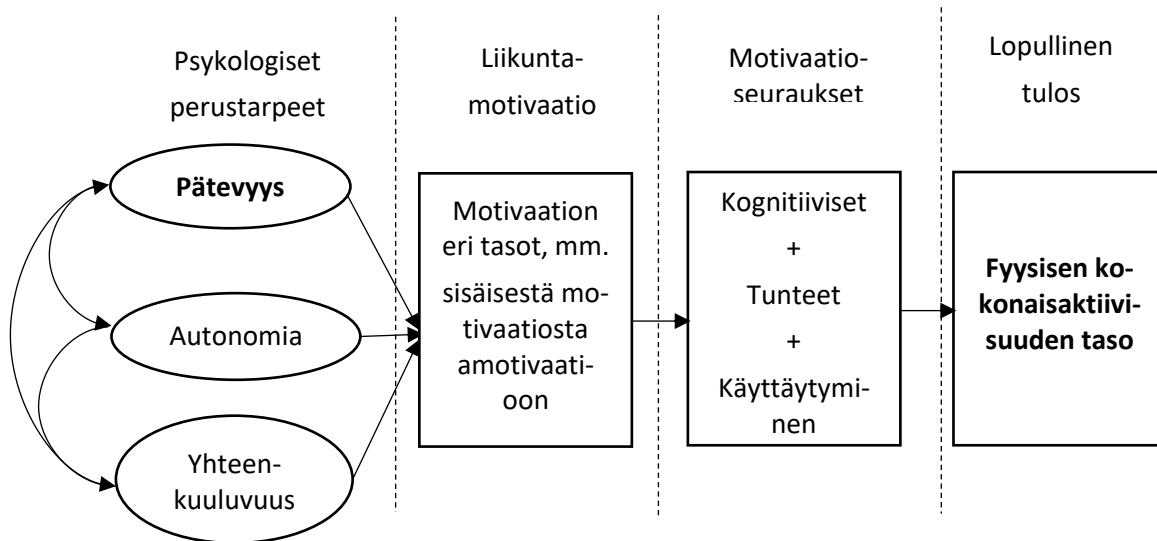 Psykologiset
perustarpeet
Pätevyys
Autonomia
Yhteen-
kuuluvuus
Liikunta-
motivaatio
Motivaation
eri tasot, mm.
sisäisestä mo-
tivaatiosta
amotivaati-
oon
Motivaatio-
seuraukset
Kognitiiviset
+
Tunteet
+
Käyttäytymi-
nen
Lopullinen
tulos
Fyysisen ko-
konaisaktiivi-
suuden taso